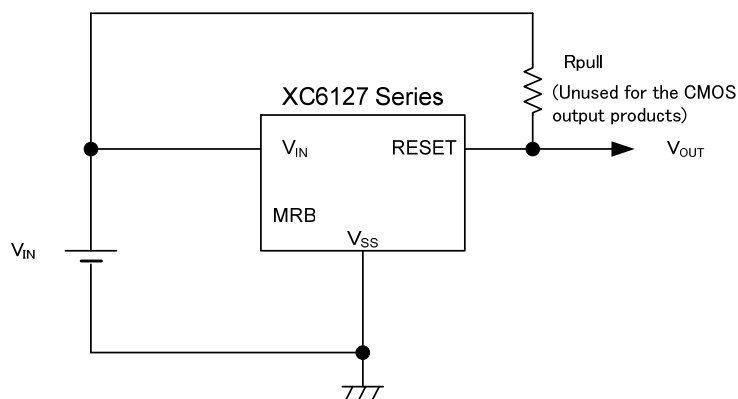 Rpull
(Unused for the CMOS
output products)
XC6127 Series
VIN
RESET
VOUT
MRB
VSS
VIN